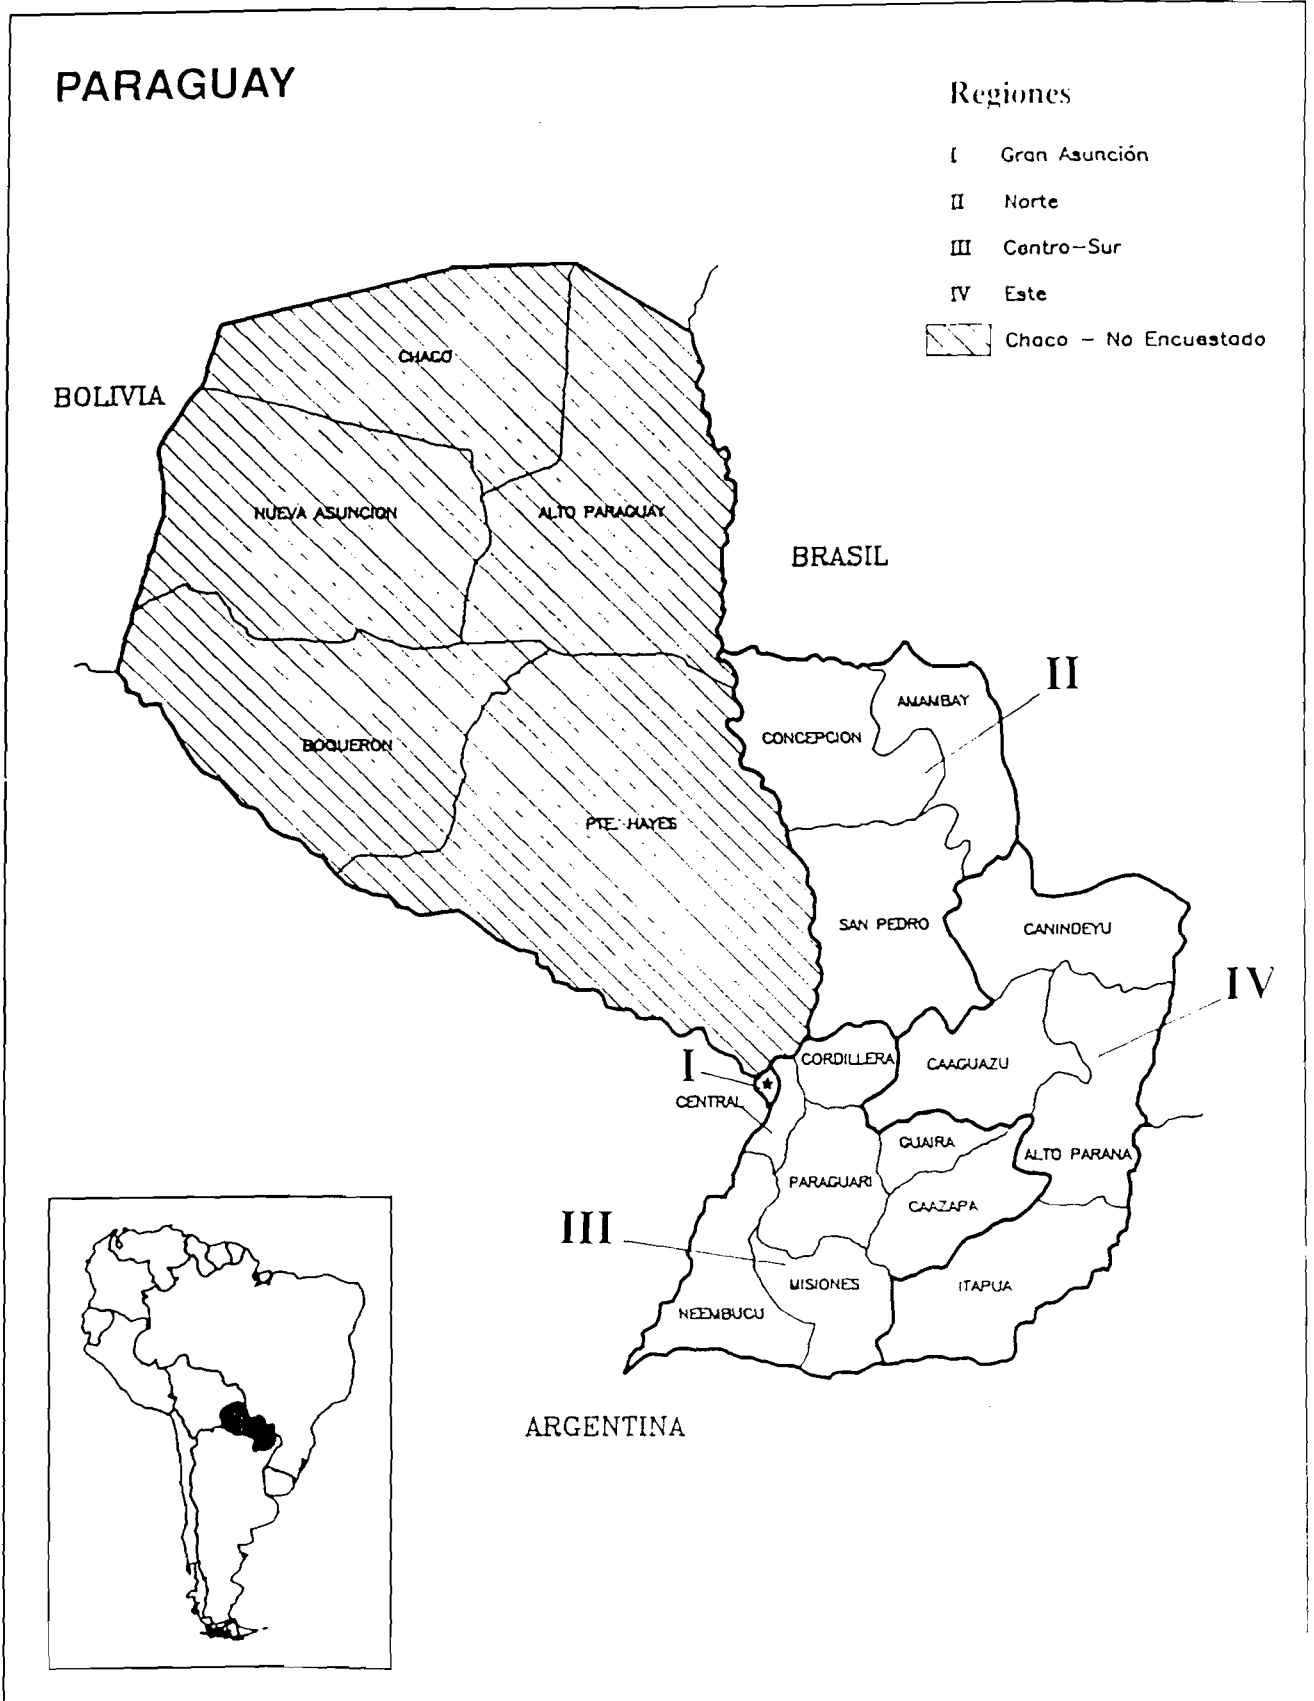 PARAGUAY
Regiones
I Gran Asunción
II Norte
III Centro-Sur
IV Este
Chaco - No Encuestado
CHACO
BOLIVIA
NUEVA ASUNCION
ALTO PARAGUAY
BRASIL
II
AMAMBAY
CONCEPCION
BOQUERON
PTE. HAYES
SAN PEDRO
CANINDEYU
IV
I
CORDILLERA
CAAGUAZU
CENTRAL
GUAIRA
ALTO PARANA
PARAGUARI
CAAZAPA
III
MISIONES
ITAPUA
NEEMBUCU
ARGENTINA